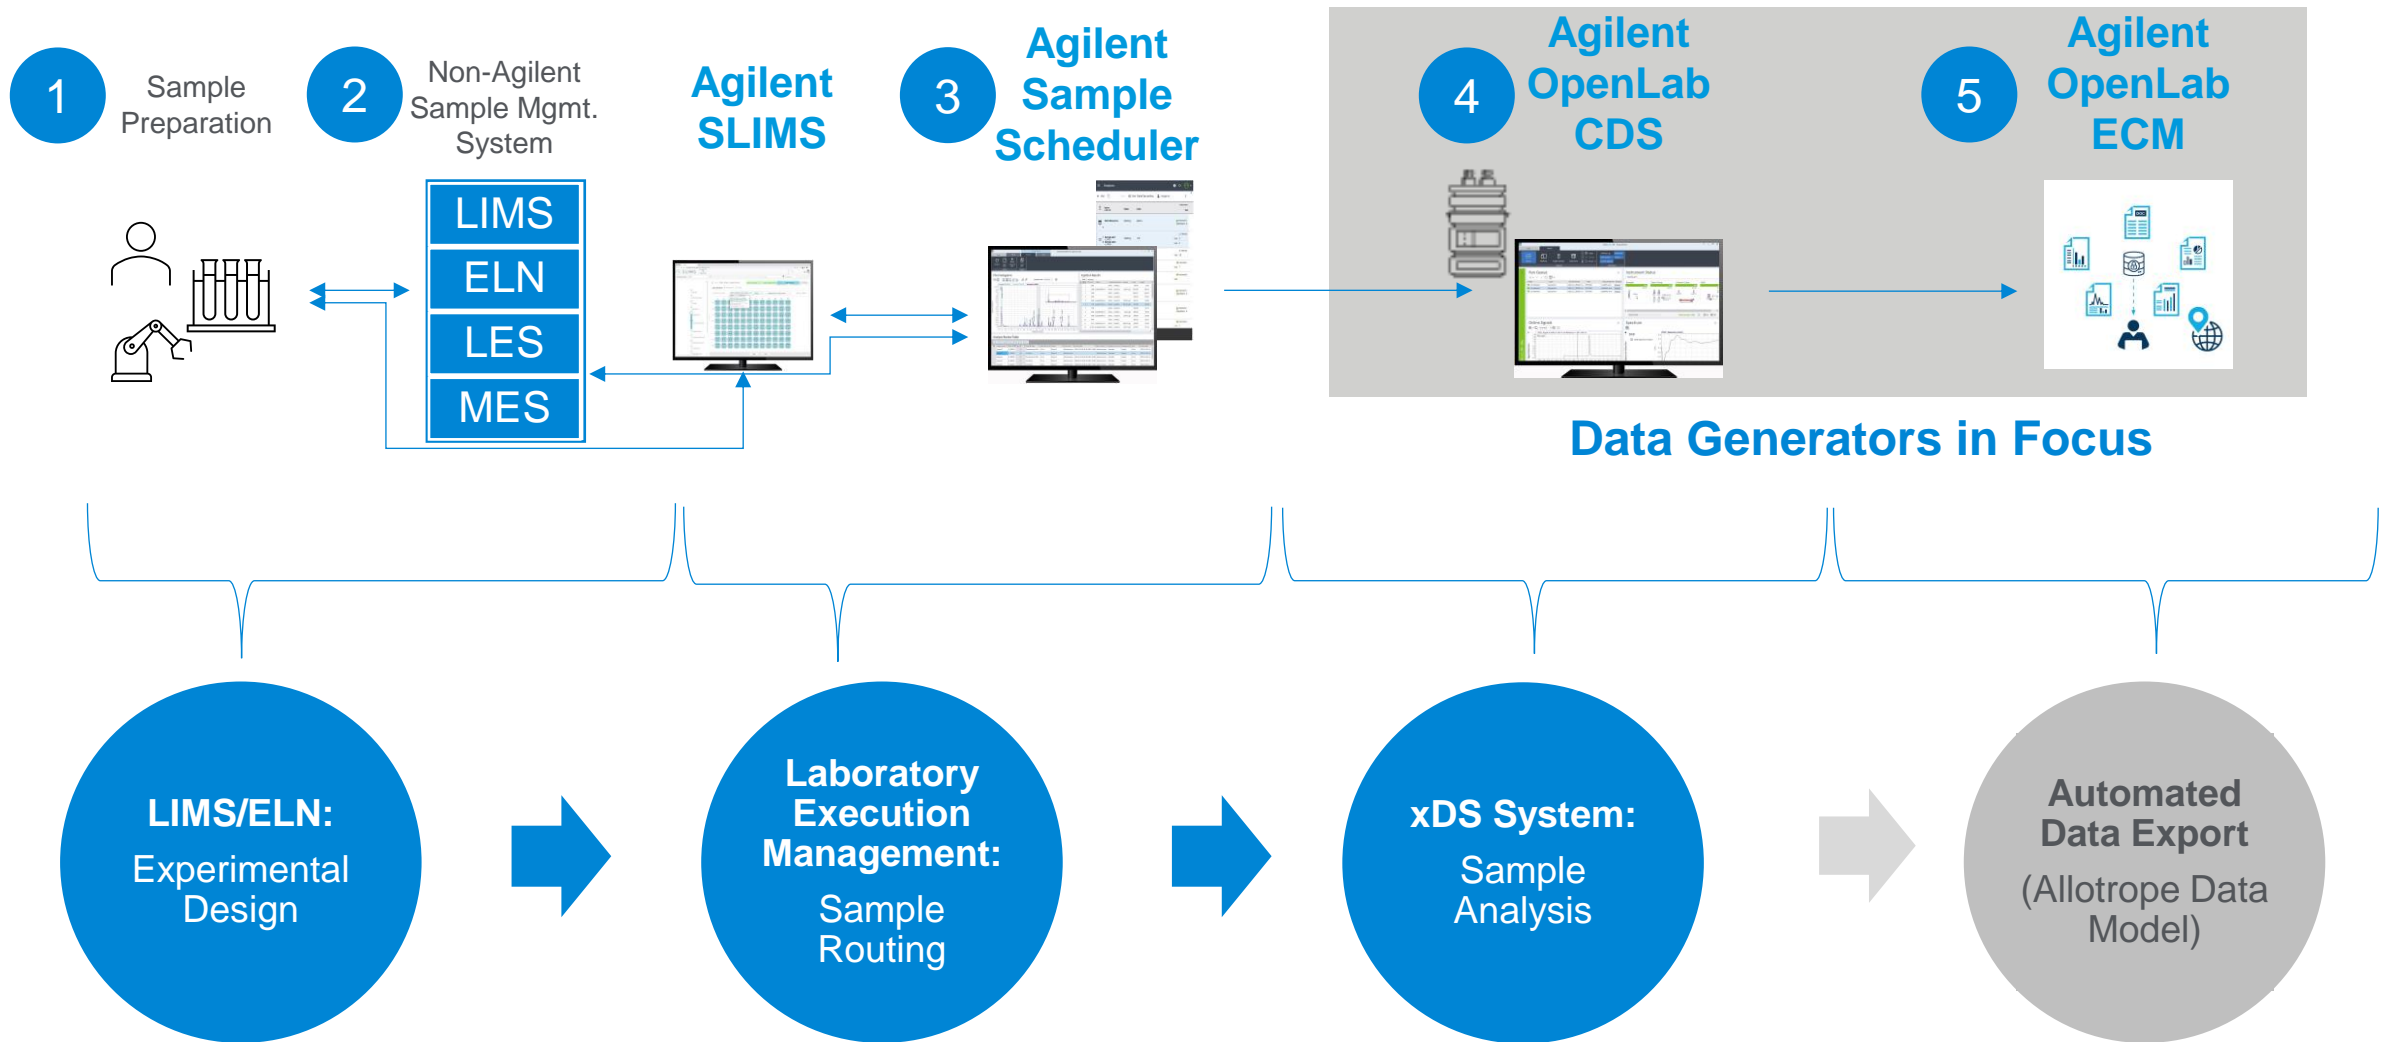 1
Sample
Preparation
2
Non-Agilent
Sample Mgmt.
System
Agilent
SLIMS
3
Agilent
Sample
Scheduler
4
Agilent
OpenLab
CDS
5
Agilent
OpenLab
ECM
LIMS
ELN
LES
MES
Data Generators in Focus
LIMS/ELN:
Experimental
Design
Laboratory
Execution
Management:
Sample
Routing
xDS System:
Sample
Analysis
Automated
Data Export
(Allotrope Data
Model)